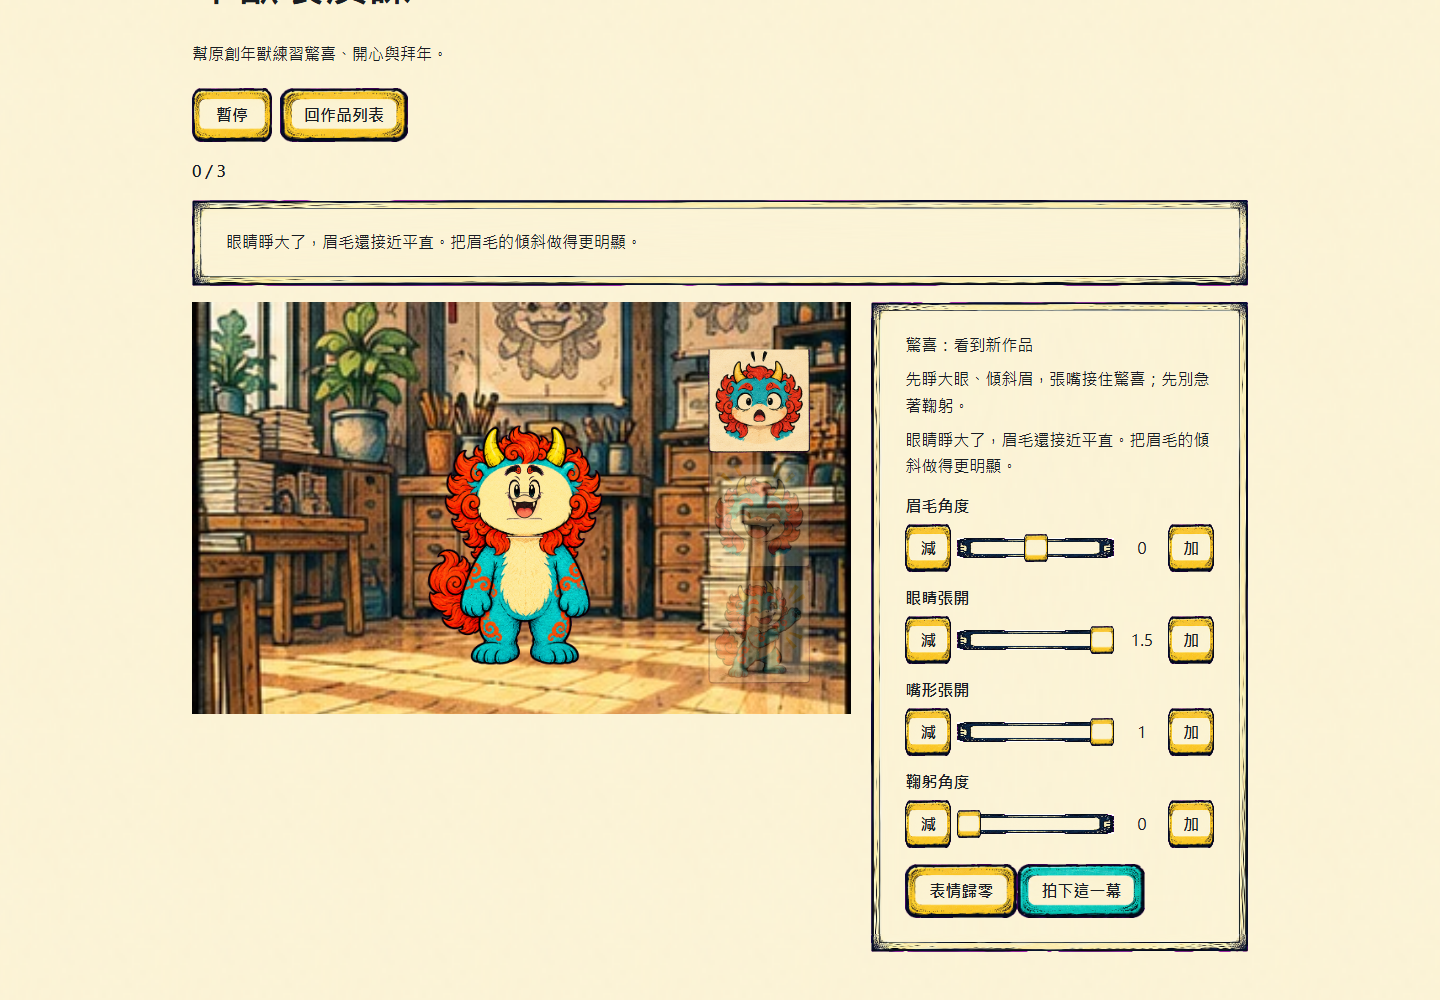 幫原創年獸練習驚喜、開心與拜年。
暫停
回作品列表
0 / 3
眼睛睜大了，眉毛還接近平直。把眉毛的傾斜做得更明顯。
驚喜：看到新作品
先睜大眼、傾斜眉，張嘴接住驚喜；先別急
著鞠躬。
眼睛睜大了，眉毛還接近平直。把眉毛的傾
斜做得更明顯。
眉毛角度
減
0
加
眼睛張開
減
1.5
加
嘴形張開
減
1
加
鞠躬角度
減
0
加
表情歸零
拍下這一幕